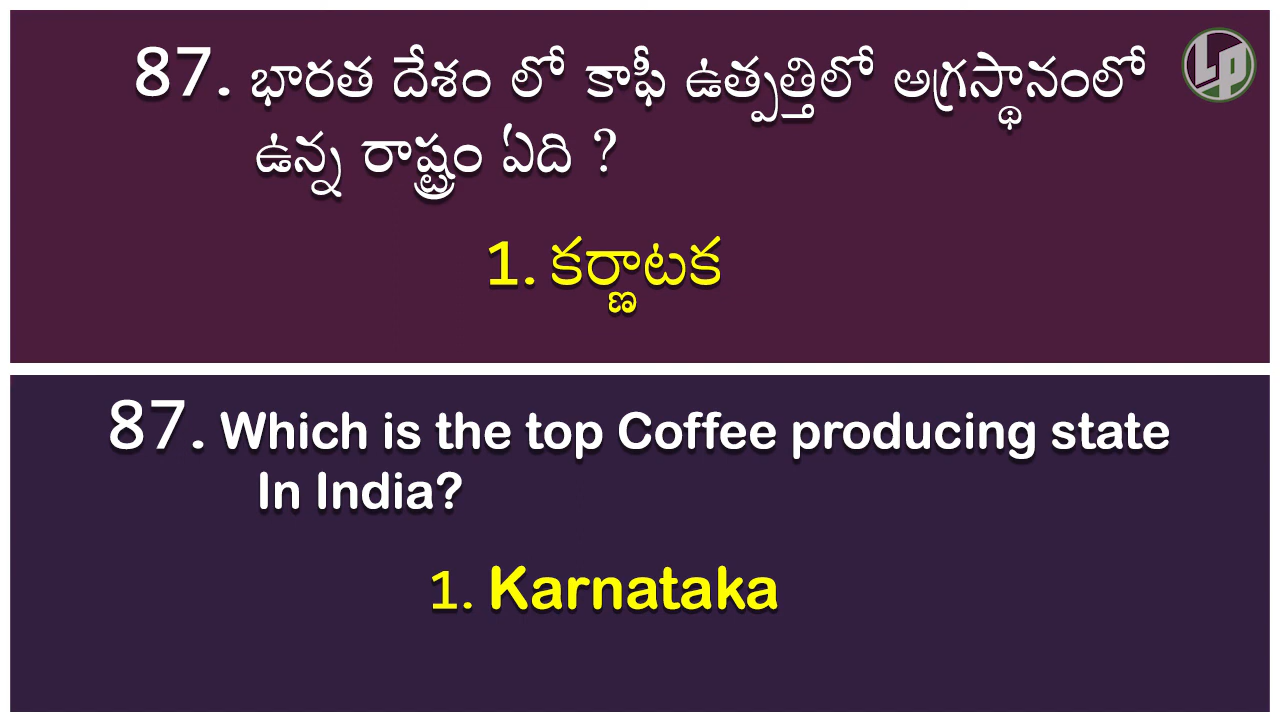 87. భారత దేశం లో కాఫీ ఉత్పత్తిలో అగ్రస్థానంలో
ఉన్న రాష్ట్రం ఏది ?
1. కర్ణాటక
87. Which is the top Coffee producing state
In India?
1. Karnataka
LP